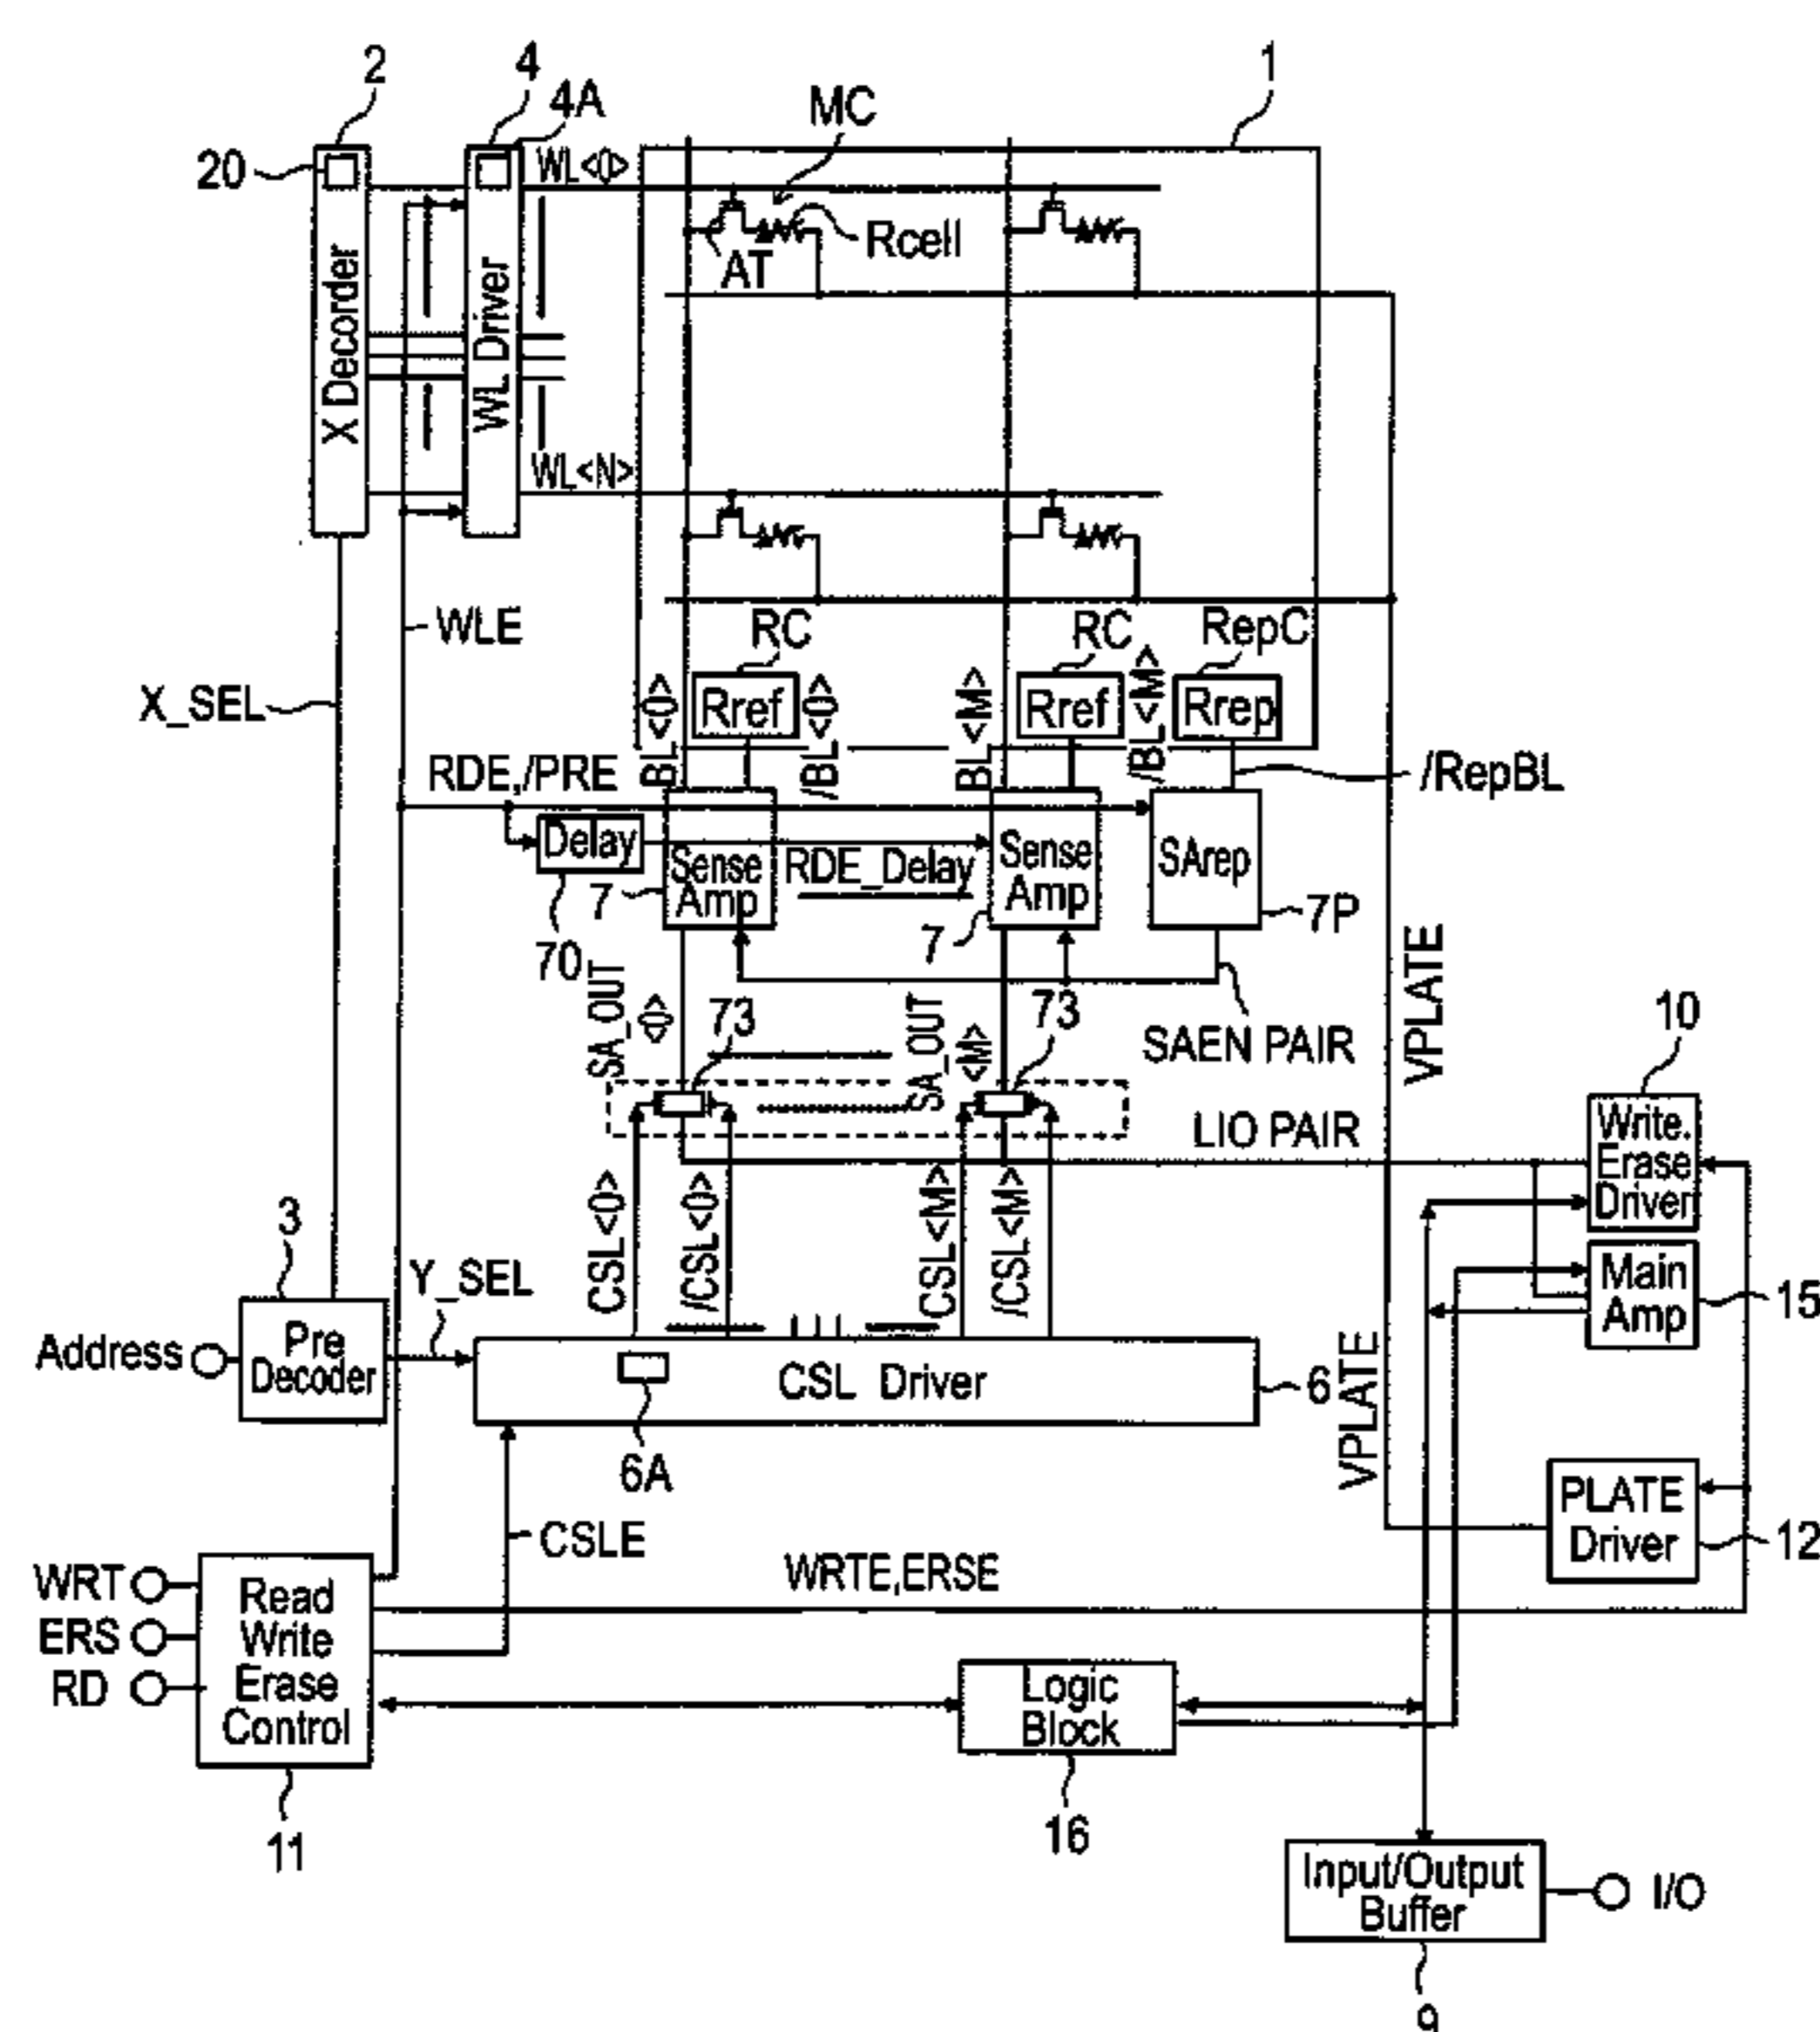 2
4
4A
MC
1
20
WL<0>
Rcell
AT
X Decorder
WL Driver
WL<N>
WLE
RC
RC
RepC
X_SEL
BL<0>
Rref
/BL<0>
BL<M>
Rref
/BL<M>
Rrep
RDE,/PRE
/RepBL
Delay
Sense
Amp
RDE_Delay
Sense
Amp
SArep
7
7
7P
70
SA_OUT
<0>
73
SA_OUT
<M>
73
SAEN PAIR
VPLATE
10
LIO PAIR
Write.
Erase
Driver
3
Y_SEL
CSL<0>
/CSL<0>
CSL<M>
/CSL<M>
Main
Amp
15
Address
Pre
Decoder
CSL Driver
6
VPLATE
6A
CSLE
PLATE
Driver
12
WRT
ERS
RD
Read
Write
Erase
Control
WRTE,ERSE
Logic
Block
11
16
Input/Output
Buffer
I/O
9